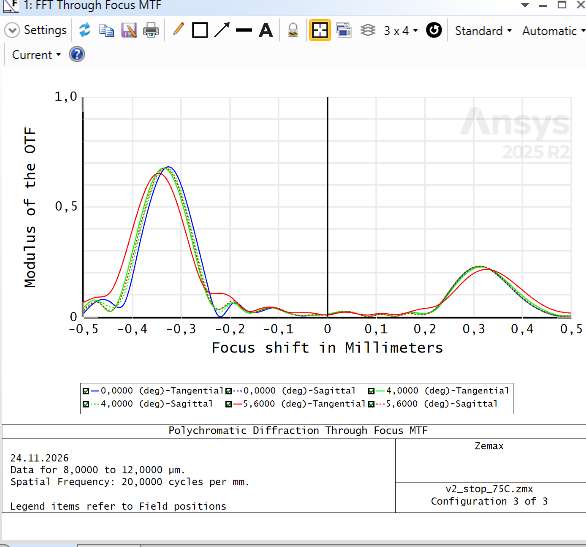 1: FFT Through Focus MTF
Settings
A
3 x 4
Standard
Automatic
Current
?
Ansys
2025 R2
Modulus of the OTF
1,0
0,5
0
-0,5 -0,4 -0,3 -0,2 -0,1 0 0,1 0,2 0,3 0,4 0,5
Focus shift in Millimeters
0,0000 (deg)-Tangential 0,0000 (deg)-Sagittal 4,0000 (deg)-Tangential
4,0000 (deg)-Sagittal 5,6000 (deg)-Tangential 5,6000 (deg)-Sagittal
Polychromatic Diffraction Through Focus MTF
24.11.2026
Data for 8,0000 to 12,0000 µm.
Spatial Frequency: 20,0000 cycles per mm.
Legend items refer to Field positions
Zemax
v2_stop_75C.zmx
Configuration 3 of 3